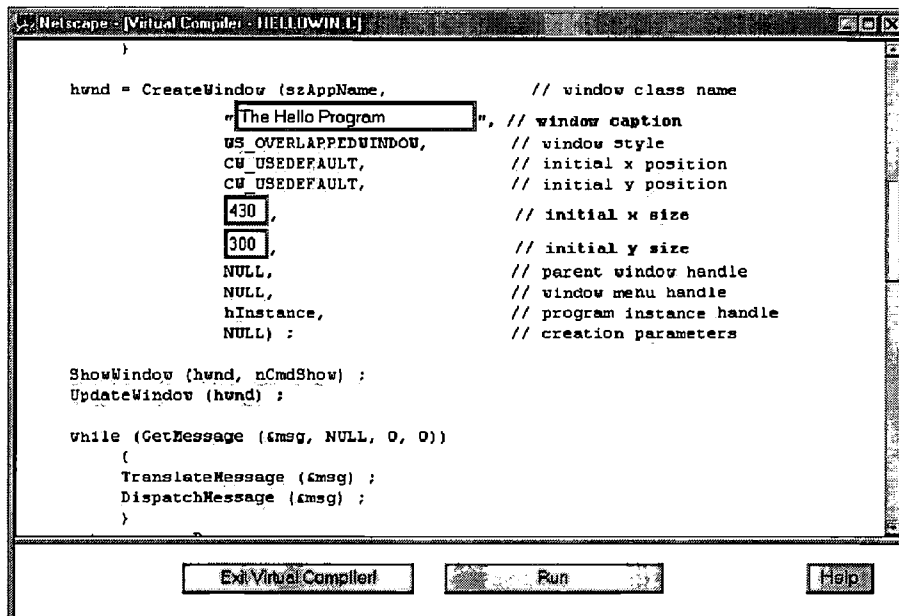 Netscape - [Virtual Compiler - HELLOWIN.C]
}
hwnd = CreateWindow (szAppName, // window class name
"The Hello Program", // window caption
WS_OVERLAPPEDWINDOW, // window style
CW_USEDEFAULT, // initial x position
CW_USEDEFAULT, // initial y position
430, // initial x size
300, // initial y size
NULL, // parent window handle
NULL, // window menu handle
hInstance, // program instance handle
NULL) ; // creation parameters
ShowWindow (hwnd, nCmdShow) ;
UpdateWindow (hwnd) ;
while (GetMessage (&msg, NULL, 0, 0))
{
TranslateMessage (&msg) ;
DispatchMessage (&msg) ;
}
Exit Virtual Compiler! Run Help